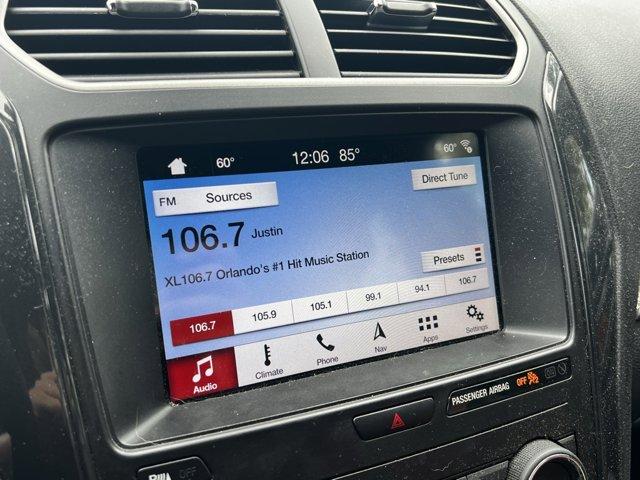 60° 12:06 85° 60°
FM Sources Direct Tune
106.7 Justin
XL106.7 Orlando's #1 Hit Music Station
Presets
106.7 105.9 105.1 99.1 94.1 106.7
Audio Climate Phone Nav Apps Settings
PASSENGER AIRBAG OFF
OFF